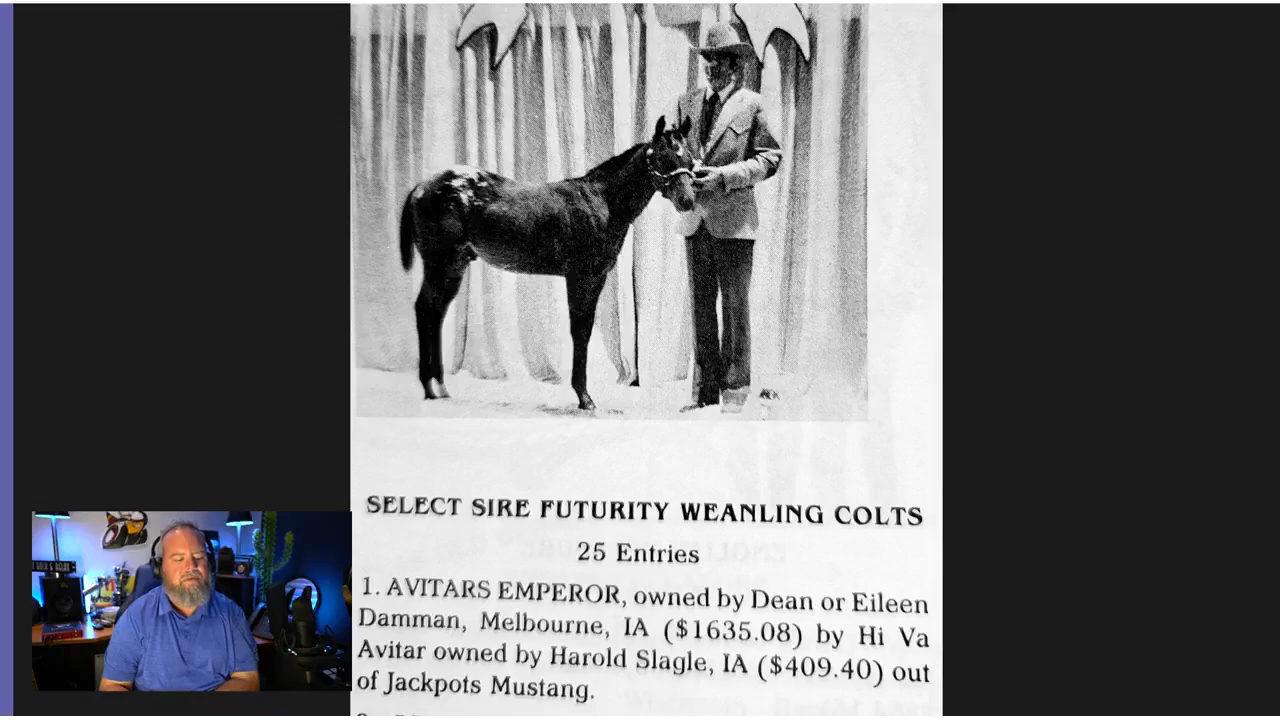 SELECT SIRE FUTURITY WEANLING COLTS
25 Entries
1. AVITARS EMPEROR, owned by Dean or Eileen
Damman, Melbourne, IA ($1635.08) by Hi Va
Avitar owned by Harold Slagle, IA ($409.40) out
of Jackpots Mustang.